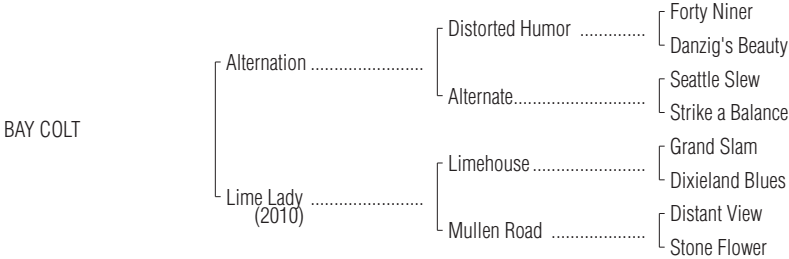 Forty Niner
Distorted Humor ..............
Danzig's Beauty
Alternation ........................
Seattle Slew
Alternate............................
Strike a Balance
BAY COLT
Grand Slam
Limehouse........................
Dixieland Blues
Lime Lady ........................
(2010)
Distant View
Mullen Road ....................
Stone Flower